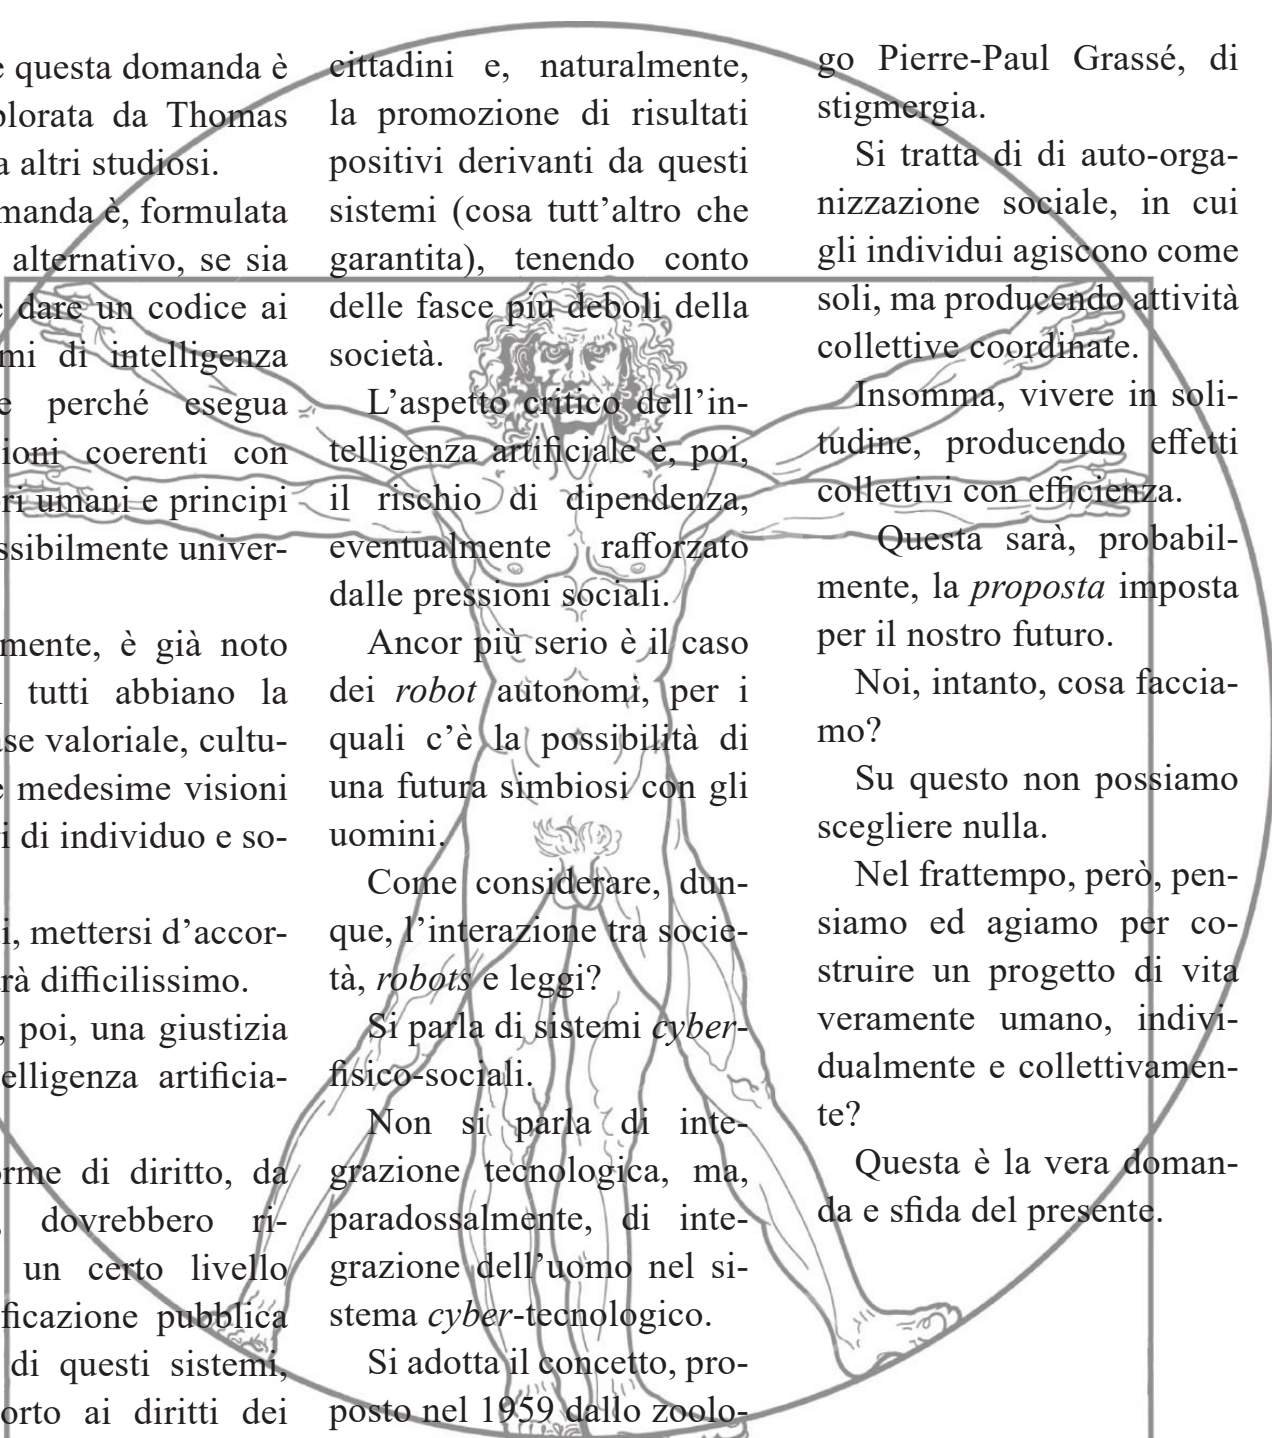 e questa domanda è
plorata da Thomas
a altri studiosi.
manda è, formulata
alternativo, se sia
e dare un codice ai
mi di intelligenza
e perché esegua
ioni coerenti con
ri umani e principi
ssibilmente univer-
mente, è già noto
tutti abbiano la
ase valoriale, cultu-
e medesime visioni
ri di individuo e so-
i, mettersi d’accor-
rà difficilissimo.
, poi, una giustizia
elligenza artificia-
orme di diritto, da
, dovrebbero ri-
un certo livello
ficazione pubblica
di questi sistemi,
orto ai diritti dei
cittadini e, naturalmente,
la promozione di risultati
positivi derivanti da questi
sistemi (cosa tutt'altro che
garantita), tenendo conto
delle fasce più deboli della
società.
L’aspetto critico dell’in-
telligenza artificiale è, poi,
il rischio di dipendenza,
eventualmente rafforzato
dalle pressioni sociali.
Ancor più serio è il caso
dei robot autonomi, per i
quali c’è la possibilità di
una futura simbiosi con gli
uomini.
Come considerare, dun-
que, l’interazione tra socie-
tà, robots e leggi?
Si parla di sistemi cyber-
fisico-sociali.
Non si parla di inte-
grazione tecnologica, ma,
paradossalmente, di inte-
grazione dell’uomo nel si-
stema cyber-tecnologico.
Si adotta il concetto, pro-
posto nel 1959 dallo zoolo-
go Pierre-Paul Grassé, di
stigmergia.
Si tratta di di auto-orga-
nizzazione sociale, in cui
gli individui agiscono come
soli, ma producendo attività
collettive coordinate.
Insomma, vivere in soli-
tudine, producendo effetti
collettivi con efficienza.
Questa sarà, probabil-
mente, la proposta imposta
per il nostro futuro.
Noi, intanto, cosa faccia-
mo?
Su questo non possiamo
scegliere nulla.
Nel frattempo, però, pen-
siamo ed agiamo per co-
struire un progetto di vita
veramente umano, indivi-
dualmente e collettivamen-
te?
Questa è la vera doman-
da e sfida del presente.